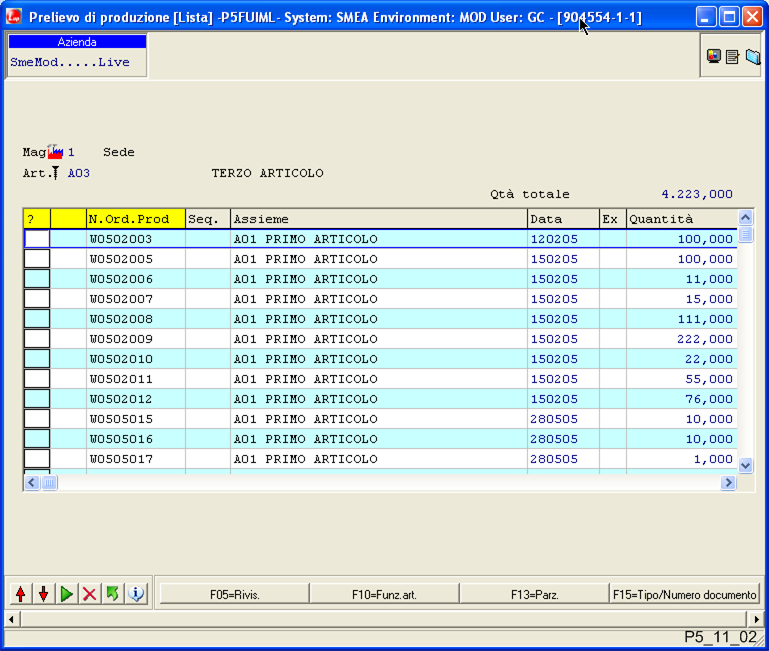 Prelievo di produzione [Lista] -P5FUIML- System: SMEA Environment: MOD User: GC - [904554-1-1]
Azienda
SmeMod.....Live
Mag 1 Sede
Art. A03 TERZO ARTICOLO
Qtà totale 4.223,000
? N.Ord.Prod Seq. Assieme Data Ex Quantità
W0502003 A01 PRIMO ARTICOLO 120205 100,000
W0502005 A01 PRIMO ARTICOLO 150205 100,000
W0502006 A01 PRIMO ARTICOLO 150205 11,000
W0502007 A01 PRIMO ARTICOLO 150205 15,000
W0502008 A01 PRIMO ARTICOLO 150205 111,000
W0502009 A01 PRIMO ARTICOLO 150205 222,000
W0502010 A01 PRIMO ARTICOLO 150205 22,000
W0502011 A01 PRIMO ARTICOLO 150205 55,000
W0502012 A01 PRIMO ARTICOLO 150205 76,000
W0505015 A01 PRIMO ARTICOLO 280505 10,000
W0505016 A01 PRIMO ARTICOLO 280505 10,000
W0505017 A01 PRIMO ARTICOLO 280505 1,000
F05=Rivis. F10=Funz.art. F13=Parz. F15=Tipo/Numero documento
P5_11_02